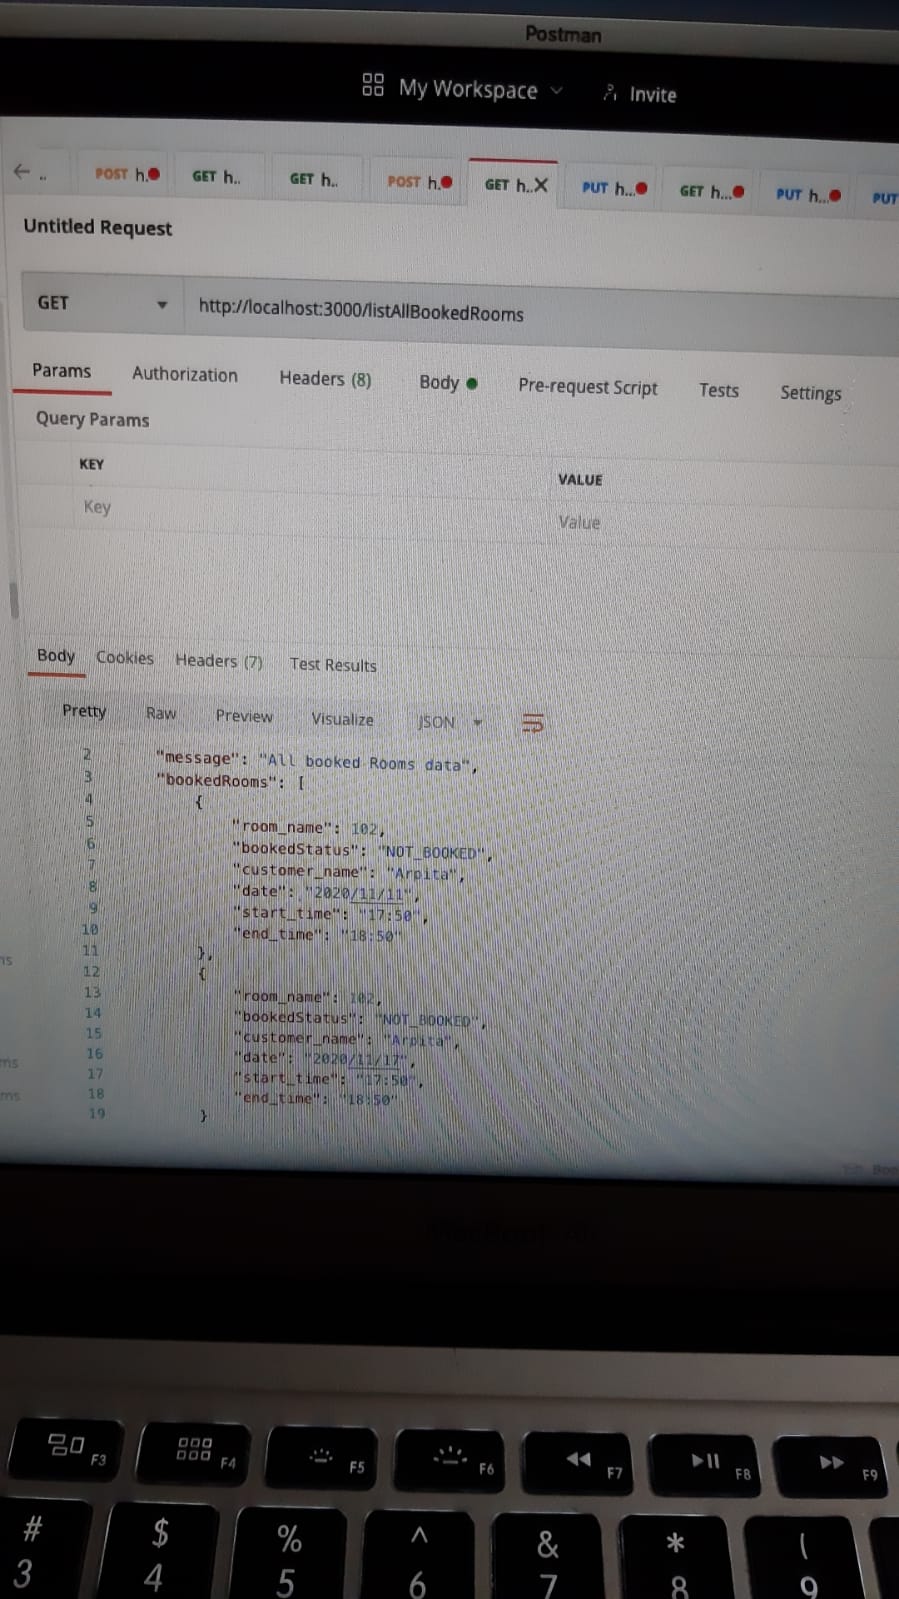 Postman
My Workspace Invite
.. POST h. GET h.. GET h.. POST h. GET h..X PUT h... GET h... PUT h... PUT
Untitled Request
GET http://localhost:3000/listAllBookedRooms
Params Authorization Headers (8) Body Pre-request Script Tests Settings
Query Params
KEY VALUE
Key Value
Body Cookies Headers (7) Test Results
Pretty Raw Preview Visualize JSON
2 "message": "All booked Rooms data",
3 "bookedRooms": [
4 {
5 "room_name": 102,
6 "bookedStatus": "NOT_BOOKED",
7 "customer_name": "Arpita",
8 "date": "2020/11/11",
9 "start_time": "17:50",
10 "end_time": "18:50"
11 },
12 {
13 "room_name": 102,
14 "bookedStatus": "NOT_BOOKED",
15 "customer_name": "Arpita",
16 "date": "2020/11/17",
17 "start_time": "17:50",
18 "end_time": "18:50"
19 }
ms
ms
F3 F4 F5 F6 F7 F8 F9
# $ % ^ & * (
3 4 5 6 7 8 9